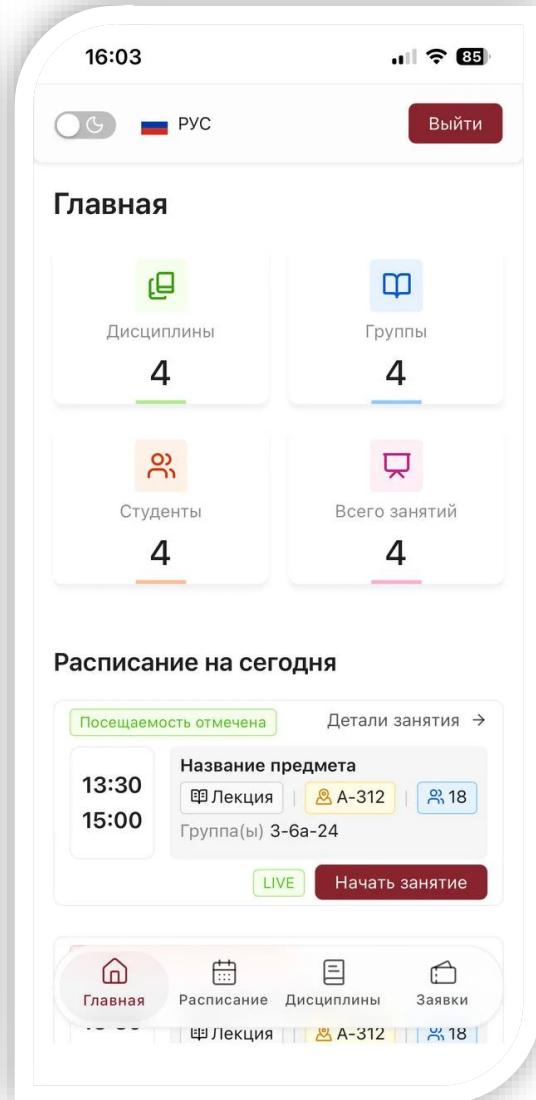 16:03
85
РУС
Выйти
Главная
Дисциплины
4
Группы
4
Студенты
4
Всего занятий
4
Расписание на сегодня
Посещаемость отмечена
Детали занятия →
13:30
15:00
Название предмета
Лекция | А-312 | 18
Группа(ы) 3-6а-24
LIVE
Начать занятие
Главная
Расписание
Дисциплины
Заявки
Лекция | А-312 | 18